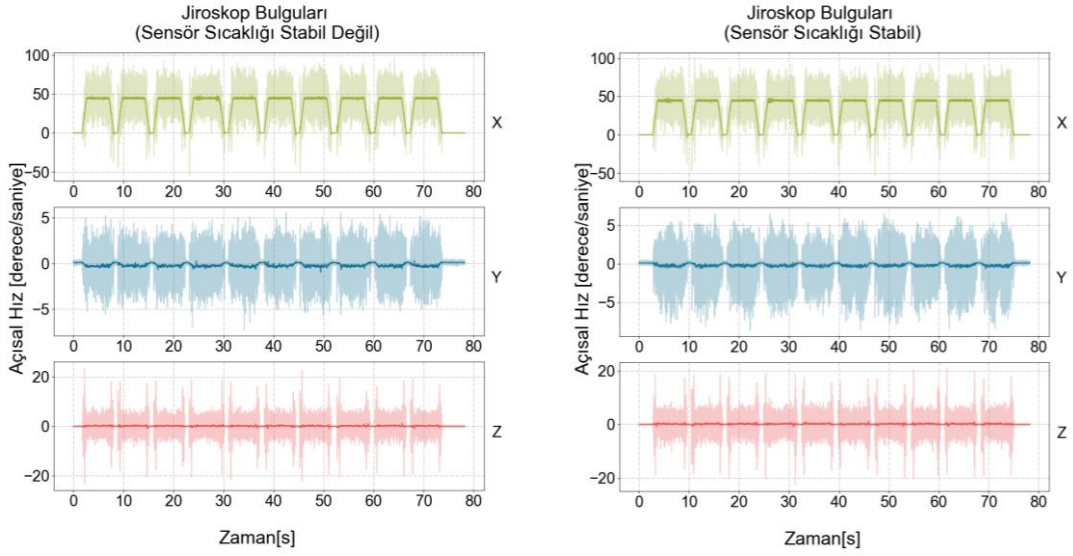 Jiroskop Bulguları
(Sensör Sıcaklığı Stabil Değil)
Açısal Hız [derece/saniye]
100
50
0
−50
0 10 20 30 40 50 60 70 80
X
5
0
−5
0 10 20 30 40 50 60 70 80
Y
20
0
−20
0 10 20 30 40 50 60 70 80
Z
Zaman[s]
Jiroskop Bulguları
(Sensör Sıcaklığı Stabil)
Açısal Hız [derece/saniye]
100
50
0
−50
0 10 20 30 40 50 60 70 80
X
5
0
−5
0 10 20 30 40 50 60 70 80
Y
20
0
−20
0 10 20 30 40 50 60 70 80
Z
Zaman[s]